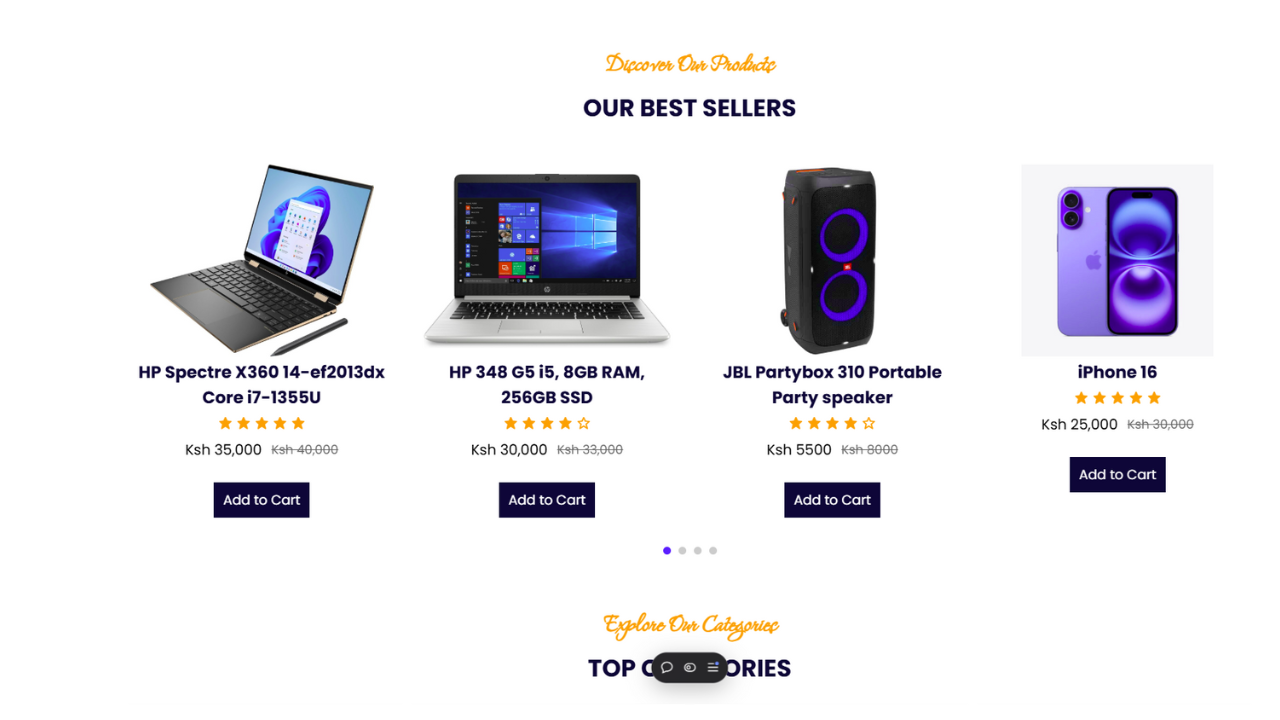 Discover Our Products
OUR BEST SELLERS
HP Spectre X360 14-ef2013dx
Core i7-1355U
Ksh 35,000 Ksh 40,000
Add to Cart
HP 348 G5 i5, 8GB RAM,
256GB SSD
Ksh 30,000 Ksh 33,000
Add to Cart
JBL Partybox 310 Portable
Party speaker
Ksh 5500 Ksh 8000
Add to Cart
iPhone 16
Ksh 25,000 Ksh 30,000
Add to Cart
Explore Our Categories
TOP C ORIES